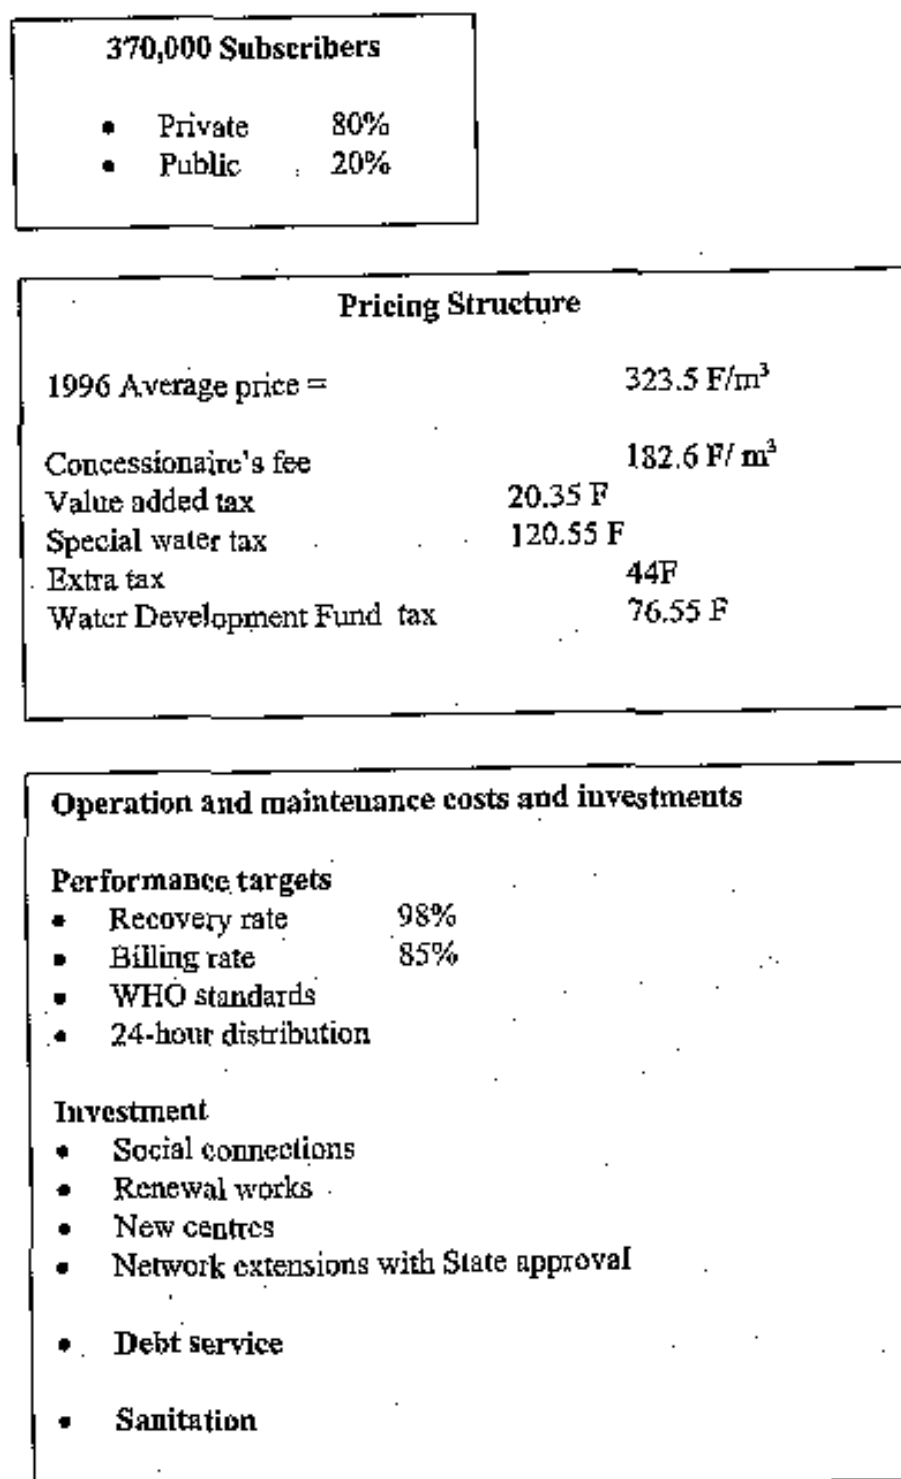 370,000 Subscribers
• Private 80%
• Public 20%
Pricing Structure
1996 Average price = 323.5 F/m³
Concessionaire's fee 182.6 F/ m³
Value added tax 20.35 F
Special water tax 120.55 F
Extra tax 44F
Water Development Fund tax 76.55 F
Operation and maintenance costs and investments
Performance targets
• Recovery rate 98%
• Billing rate 85%
• WHO standards
• 24-hour distribution
Investment
• Social connections
• Renewal works
• New centres
• Network extensions with State approval
• Debt service
• Sanitation